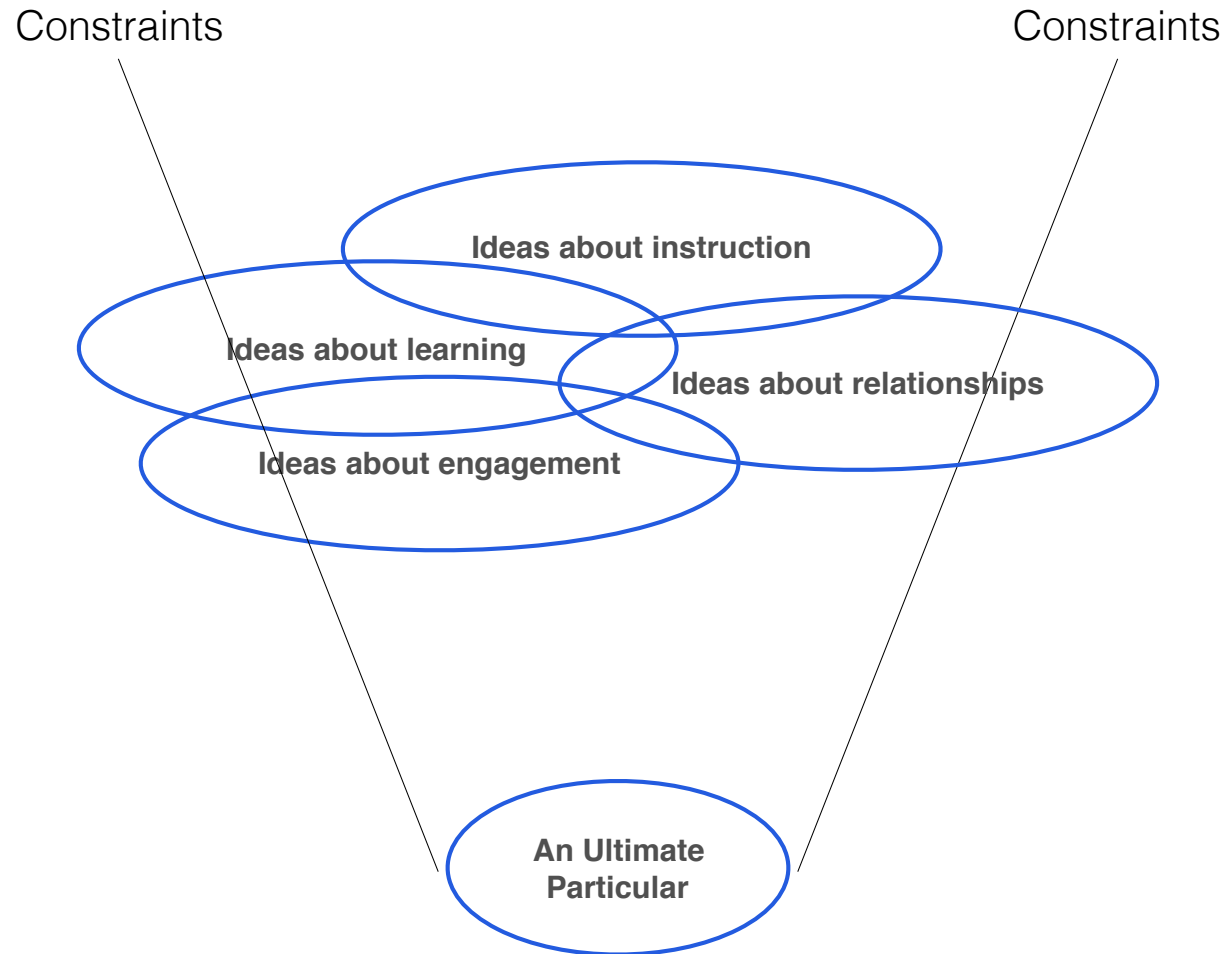 Constraints
Constraints
Ideas about instruction
Ideas about learning
Ideas about relationships
Ideas about engagement
An Ultimate
Particular